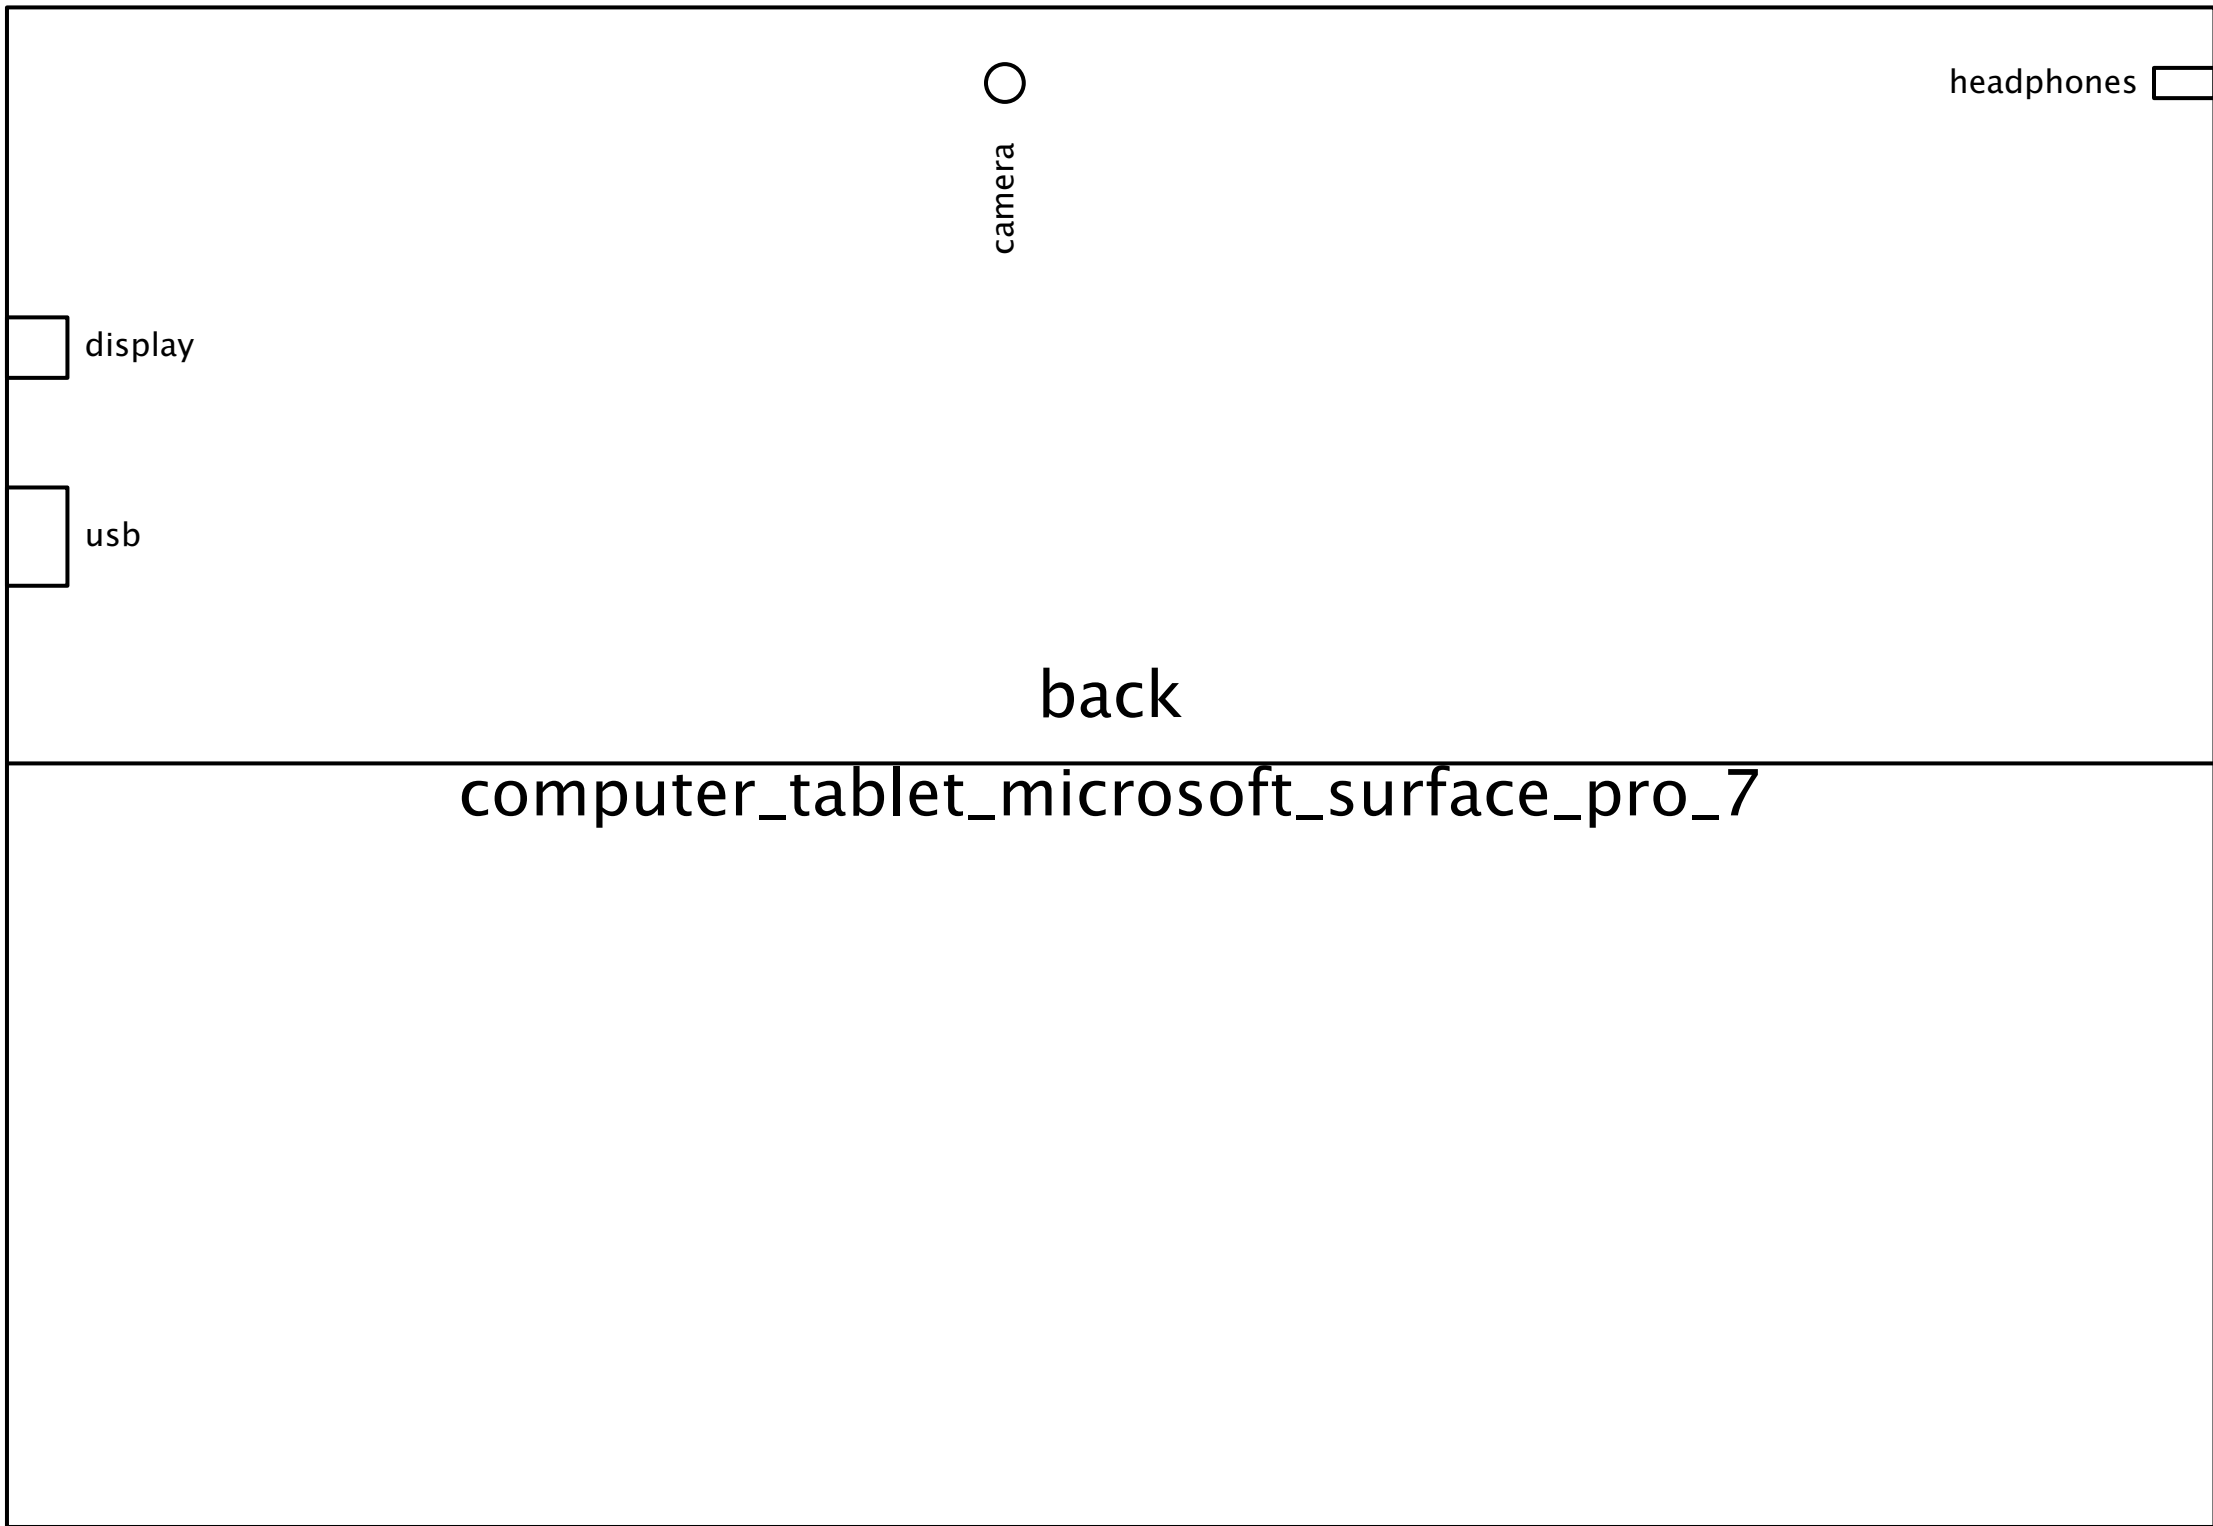 headphones
camera
display
usb
back
computer_tablet_microsoft_surface_pro_7